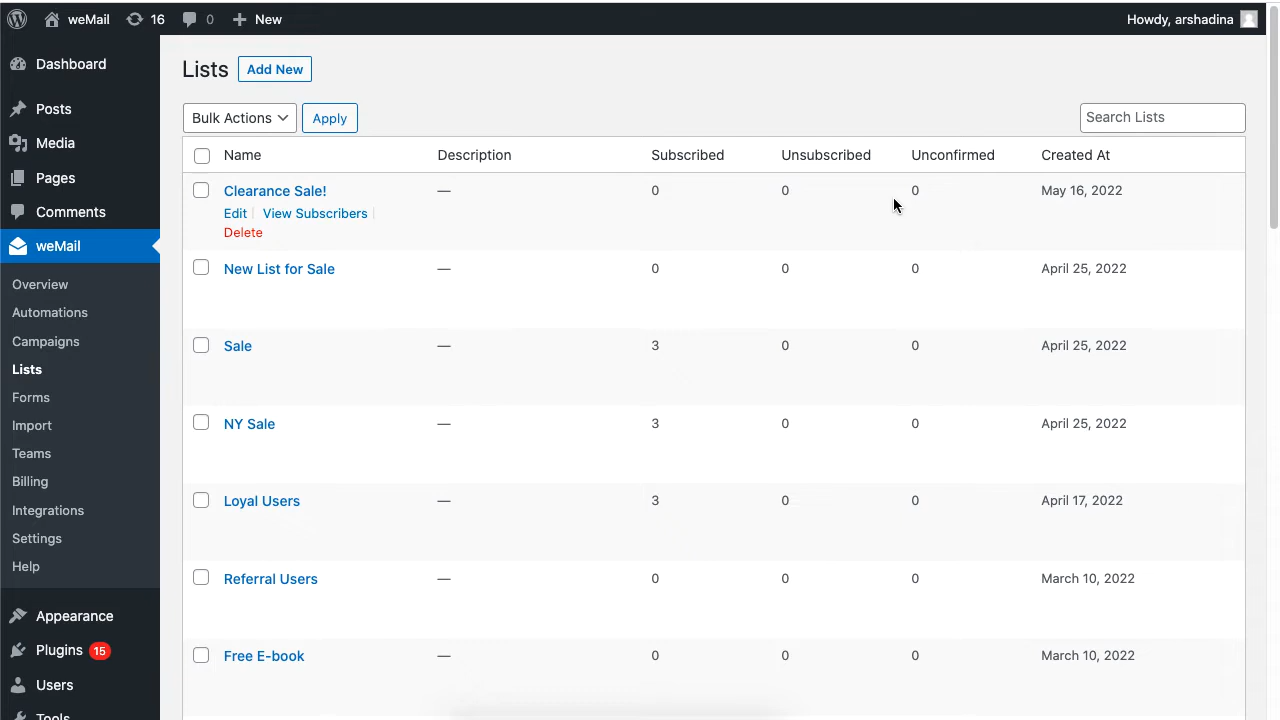 weMail 16 0 New Howdy, arshadina
Dashboard
Posts
Media
Pages
Comments
weMail
Overview
Automations
Campaigns
Lists
Forms
Import
Teams
Billing
Integrations
Settings
Help
Appearance
Plugins 15
Users
Tools
Lists Add New
Bulk Actions Apply Search Lists
Name Description Subscribed Unsubscribed Unconfirmed Created At
Clearance Sale! — 0 0 0 May 16, 2022
Edit | View Subscribers |
Delete
New List for Sale — 0 0 0 April 25, 2022
Sale — 3 0 0 April 25, 2022
NY Sale — 3 0 0 April 25, 2022
Loyal Users — 3 0 0 April 17, 2022
Referral Users — 0 0 0 March 10, 2022
Free E-book — 0 0 0 March 10, 2022